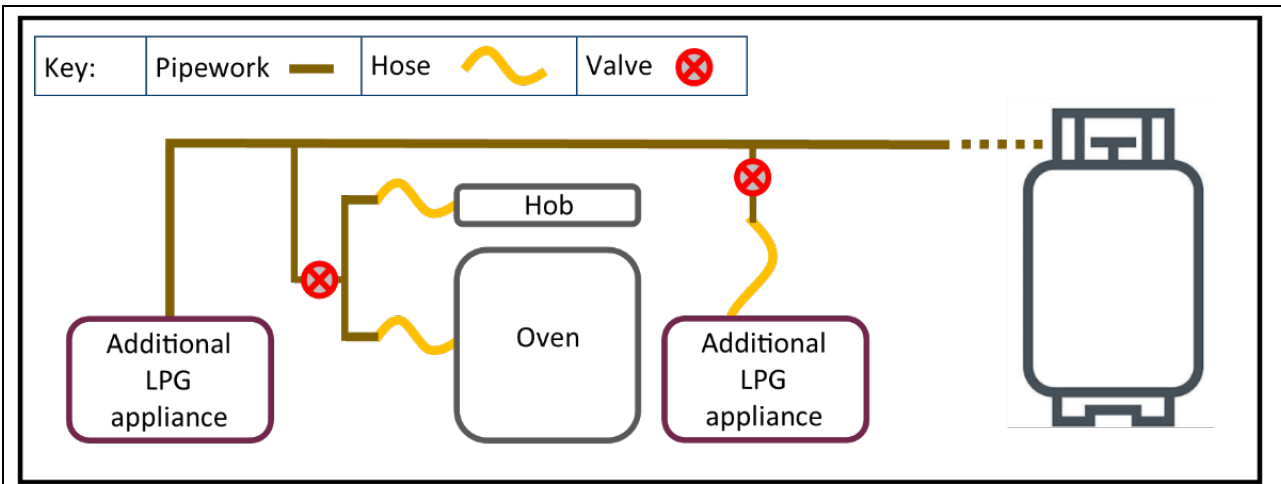 Key:
Pipework
Hose
Valve
Hob
Oven
Additional
LPG
appliance
Additional
LPG
appliance